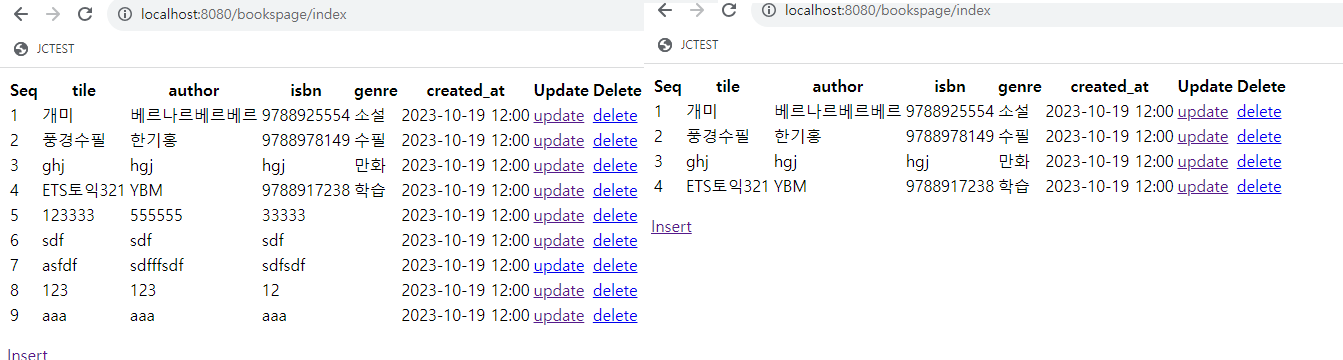 localhost:8080/bookspage/index
JCTEST
Seq tile author isbn genre created_at Update Delete
1 개미 베르나르베르베르 9788925554 소설 2023-10-19 12:00 update delete
2 풍경수필 한기홍 9788978149 수필 2023-10-19 12:00 update delete
3 ghj hgj hgj 만화 2023-10-19 12:00 update delete
4 ETS토익321 YBM 9788917238 학습 2023-10-19 12:00 update delete
5 123333 555555 33333 2023-10-19 12:00 update delete
6 sdf sdf sdf 2023-10-19 12:00 update delete
7 asfdf sdfffsdf sdfsdf 2023-10-19 12:00 update delete
8 123 123 12 2023-10-19 12:00 update delete
9 aaa aaa aaa 2023-10-19 12:00 update delete
Insert
localhost:8080/bookspage/index
JCTEST
Seq tile author isbn genre created_at Update Delete
1 개미 베르나르베르베르 9788925554 소설 2023-10-19 12:00 update delete
2 풍경수필 한기홍 9788978149 수필 2023-10-19 12:00 update delete
3 ghj hgj hgj 만화 2023-10-19 12:00 update delete
4 ETS토익321 YBM 9788917238 학습 2023-10-19 12:00 update delete
Insert